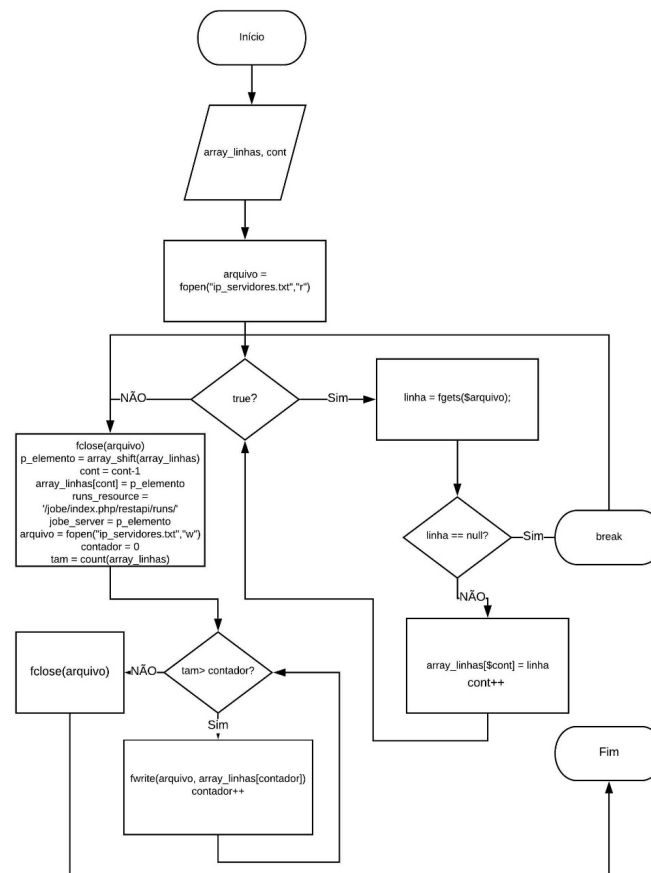 Início
array_linhas, cont
arquivo =
fopen("ip_servidores.txt","r")
true?
NÃO
Sim
linha = fgets($arquivo);
linha == null?
Sim
break
NÃO
array_linhas[$cont] = linha
cont++
fclose(arquivo)
p_elemento = array_shift(array_linhas)
cont = cont-1
array_linhas[cont] = p_elemento
runs_resource =
'/jobe/index.php/restapi/runs/'
jobe_server = p_elemento
arquivo = fopen("ip_servidores.txt","w")
contador = 0
tam = count(array_linhas)
tam> contador?
NÃO
fclose(arquivo)
Sim
fwrite(arquivo, array_linhas[contador])
contador++
Fim